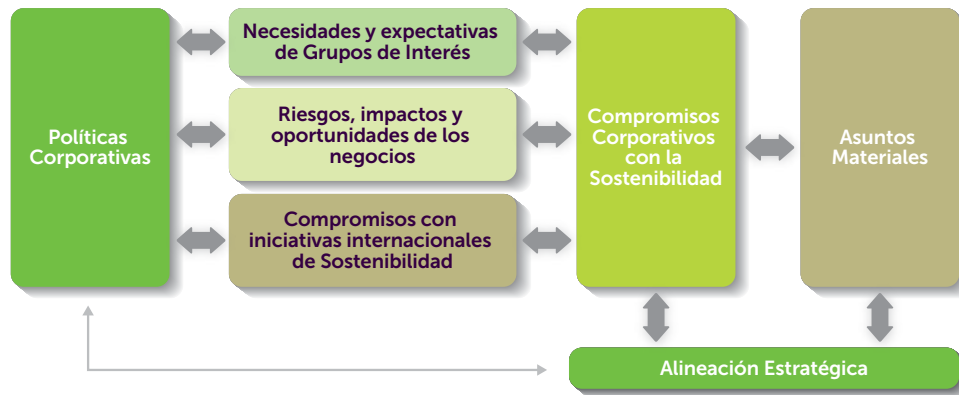 Políticas
Corporativas
Necesidades y expectativas
de Grupos de Interés
Riesgos, impactos y
oportunidades de los
negocios
Compromisos con
iniciativas internacionales
de Sostenibilidad
Compromisos
Corporativos
con la
Sostenibilidad
Asuntos
Materiales
Alineación Estratégica